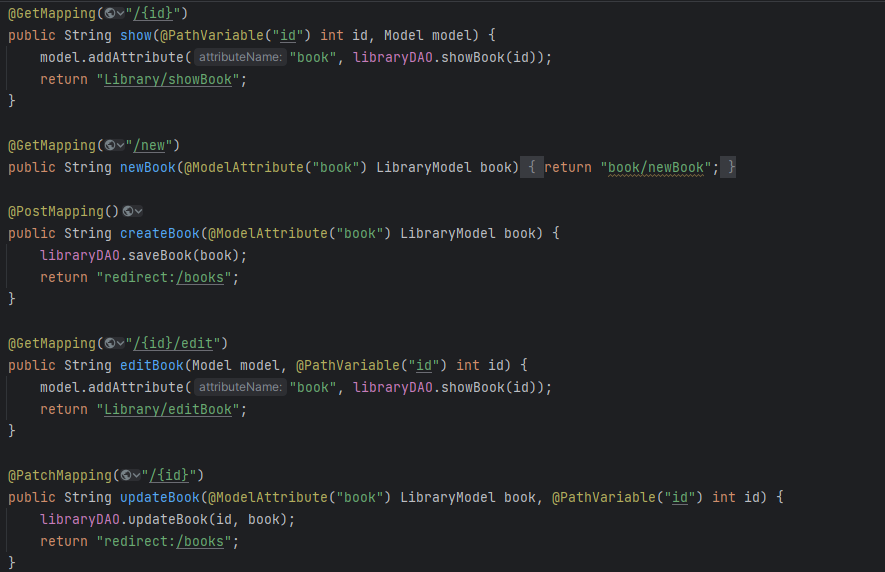 @GetMapping("/{id}")
public String show(@PathVariable("id") int id, Model model) {
    model.addAttribute( attributeName: "book", libraryDAO.showBook(id));
    return "Library/showBook";
}

@GetMapping("/new")
public String newBook(@ModelAttribute("book") LibraryModel book) { return "book/newBook"; }

@PostMapping()
public String createBook(@ModelAttribute("book") LibraryModel book) {
    libraryDAO.saveBook(book);
    return "redirect:/books";
}

@GetMapping("/{id}/edit")
public String editBook(Model model, @PathVariable("id") int id) {
    model.addAttribute( attributeName: "book", libraryDAO.showBook(id));
    return "Library/editBook";
}

@PatchMapping("/{id}")
public String updateBook(@ModelAttribute("book") LibraryModel book, @PathVariable("id") int id) {
    libraryDAO.updateBook(id, book);
    return "redirect:/books";
}